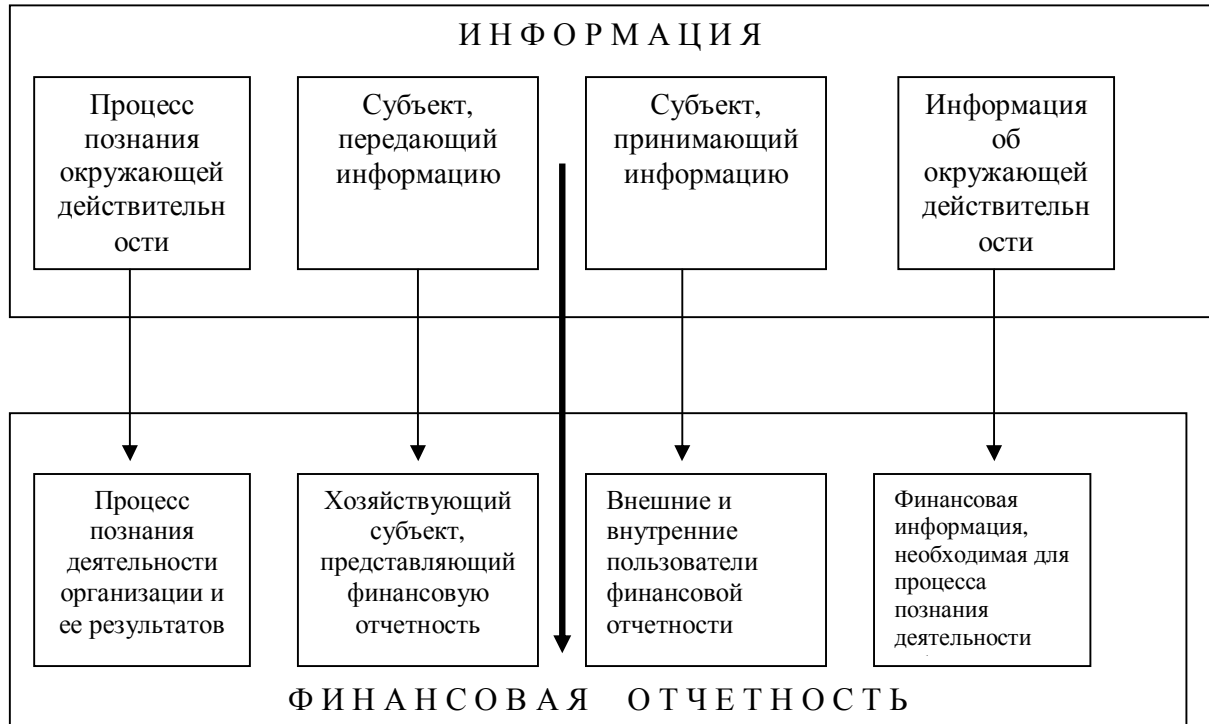 И Н Ф О Р М А Ц И Я
Процесс
познания
окружающей
действительн
ости
Субъект,
передающий
информацию
Субъект,
принимающий
информацию
Информация
об
окружающей
действительн
ости
Процесс
познания
деятельности
организации и
ее результатов
Хозяйствующий
субъект,
представляющий
финансовую
отчетность
Внешние и
внутренние
пользователи
финансовой
отчетности
Финансовая
информация,
необходимая для
процесса
познания
деятельности
Ф И Н А Н С О В А Я О Т Ч Е Т Н О С Т Ь